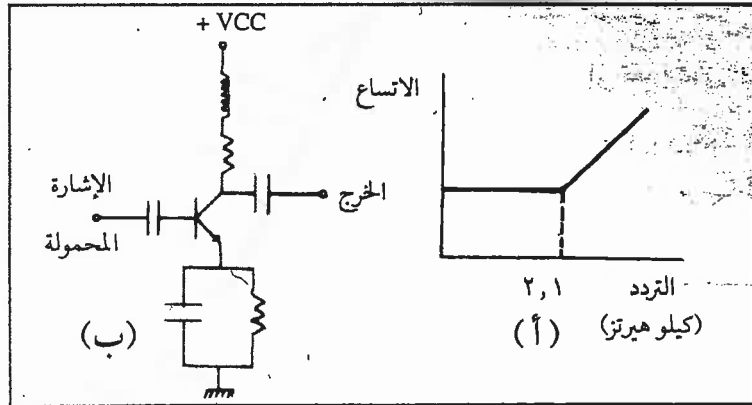 + VCC
الاتساع
الإشارة
المحمولة
الخرج
٢,١
التردد
(كيلو هيرتز)
(أ)
(ب)